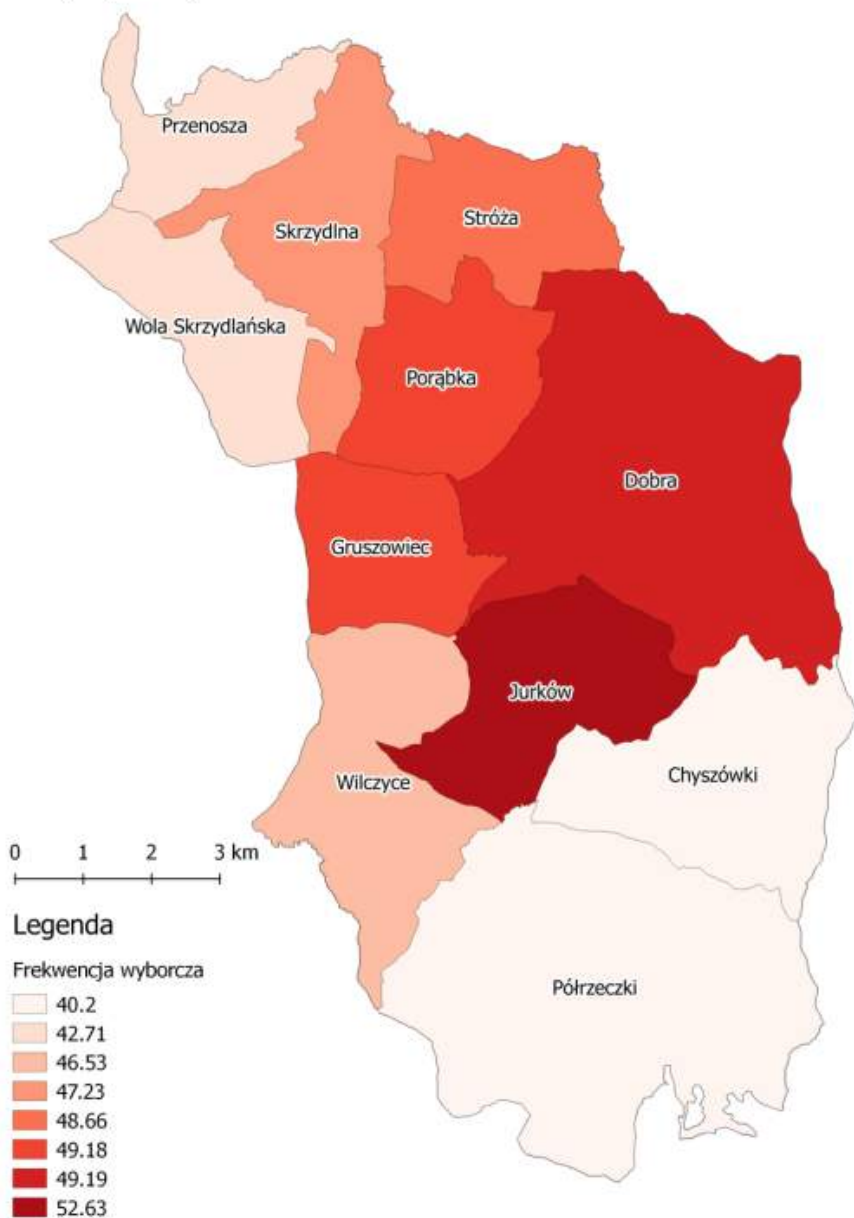 Przenosza
Skrzydlna
Stróża
Wola Skrzydlańska
Porąbka
Dobra
Gruszowiec
Jurków
Chyszówki
Wilczyce
0 1 2 3 km
Legenda
Frekwencja wyborcza
Półrzeczki
40.2
42.71
46.53
47.23
48.66
49.18
49.19
52.63